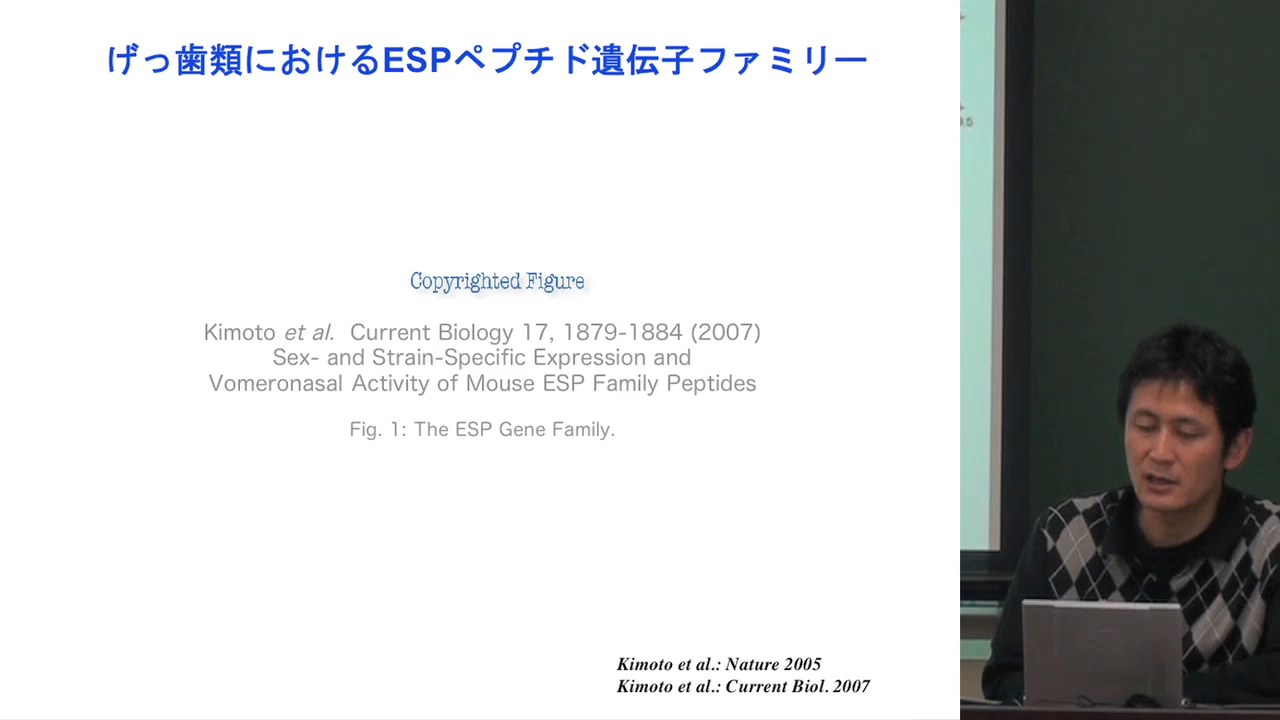 げっ歯類におけるESPペプチド遺伝子ファミリー
Copyrighted Figure
Kimoto et al. Current Biology 17, 1879-1884 (2007)
Sex- and Strain-Specific Expression and
Vomeronasal Activity of Mouse ESP Family Peptides
Fig. 1: The ESP Gene Family.
Kimoto et al.: Nature 2005
Kimoto et al.: Current Biol. 2007